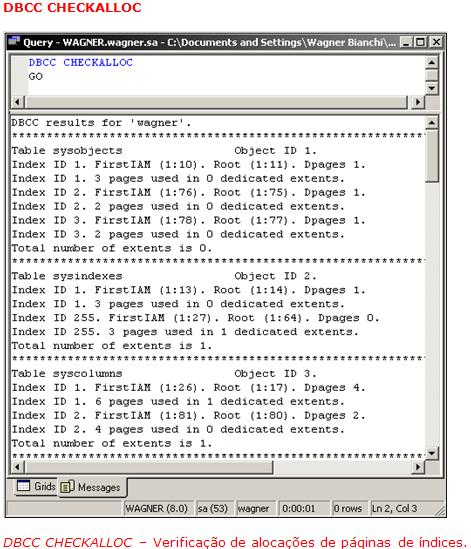 DBCC CHECKALLOC
Query - WAGNER.wagner.sa - C:\Documents and Settings\Wagner Bianchi\...
DBCC CHECKALLOC
GO
DBCC results for 'wagner'.
***************************************************************
Table sysobjects                Object ID 1.
Index ID 1. FirstIAM (1:10). Root (1:11). Dpages 1.
Index ID 1. 3 pages used in 0 dedicated extents.
Index ID 2. FirstIAM (1:76). Root (1:75). Dpages 1.
Index ID 2. 2 pages used in 0 dedicated extents.
Index ID 3. FirstIAM (1:78). Root (1:77). Dpages 1.
Index ID 3. 2 pages used in 0 dedicated extents.
Total number of extents is 0.
***************************************************************
Table sysindexes                Object ID 2.
Index ID 1. FirstIAM (1:13). Root (1:14). Dpages 1.
Index ID 1. 3 pages used in 0 dedicated extents.
Index ID 255. FirstIAM (1:27). Root (1:64). Dpages 0.
Index ID 255. 3 pages used in 1 dedicated extents.
Total number of extents is 1.
***************************************************************
Table syscolumns                Object ID 3.
Index ID 1. FirstIAM (1:26). Root (1:17). Dpages 4.
Index ID 1. 6 pages used in 1 dedicated extents.
Index ID 2. FirstIAM (1:81). Root (1:80). Dpages 2.
Index ID 2. 4 pages used in 0 dedicated extents.
Total number of extents is 1.
***************************************************************
Grids Messages
WAGNER (8.0) sa (53) wagner 0:00:01 0 rows Ln 2, Col 3
DBCC CHECKALLOC – Verificação de alocações de páginas de índices.